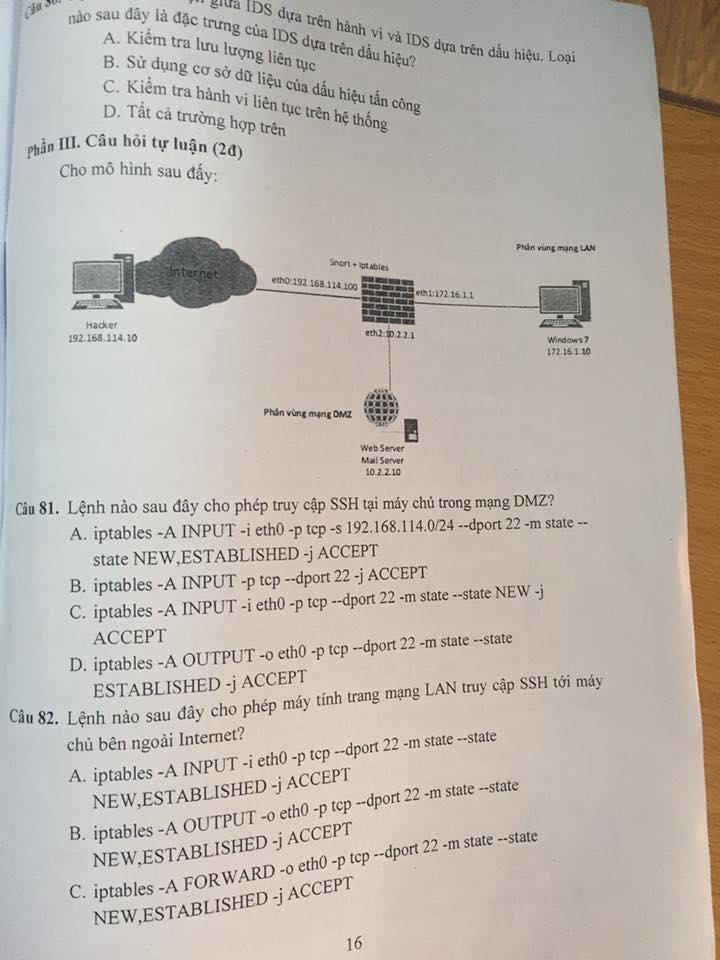 Câu 80. giữa IDS dựa trên hành vi và IDS dựa trên dấu hiệu. Loại
nào sau đây là đặc trưng của IDS dựa trên dấu hiệu?
A. Kiểm tra lưu lượng liên tục
B. Sử dụng cơ sở dữ liệu của dấu hiệu tấn công
C. Kiểm tra hành vi liên tục trên hệ thống
D. Tất cả trường hợp trên
Phần III. Câu hỏi tự luận (2đ)
Cho mô hình sau đấy:
Phân vùng mạng LAN
Snort + Iptables
Internet
eth0:192.168.114.100
eth1:172.16.1.1
Hacker
192.168.114.10
eth2:10.2.2.1
Windows 7
172.16.1.10
Phân vùng mạng DMZ
Web Server
Mail Server
10.2.2.10
Câu 81. Lệnh nào sau đây cho phép truy cập SSH tại máy chủ trong mạng DMZ?
A. iptables -A INPUT -i eth0 -p tcp -s 192.168.114.0/24 --dport 22 -m state --
state NEW,ESTABLISHED -j ACCEPT
B. iptables -A INPUT -p tcp --dport 22 -j ACCEPT
C. iptables -A INPUT -i eth0 -p tcp --dport 22 -m state --state NEW -j
ACCEPT
D. iptables -A OUTPUT -o eth0 -p tcp --dport 22 -m state --state
ESTABLISHED -j ACCEPT
Câu 82. Lệnh nào sau đây cho phép máy tính trang mạng LAN truy cập SSH tới máy
chủ bên ngoài Internet?
A. iptables -A INPUT -i eth0 -p tcp --dport 22 -m state --state
NEW,ESTABLISHED -j ACCEPT
B. iptables -A OUTPUT -o eth0 -p tcp --dport 22 -m state --state
NEW,ESTABLISHED -j ACCEPT
C. iptables -A FORWARD -o eth0 -p tcp --dport 22 -m state --state
NEW,ESTABLISHED -j ACCEPT
16